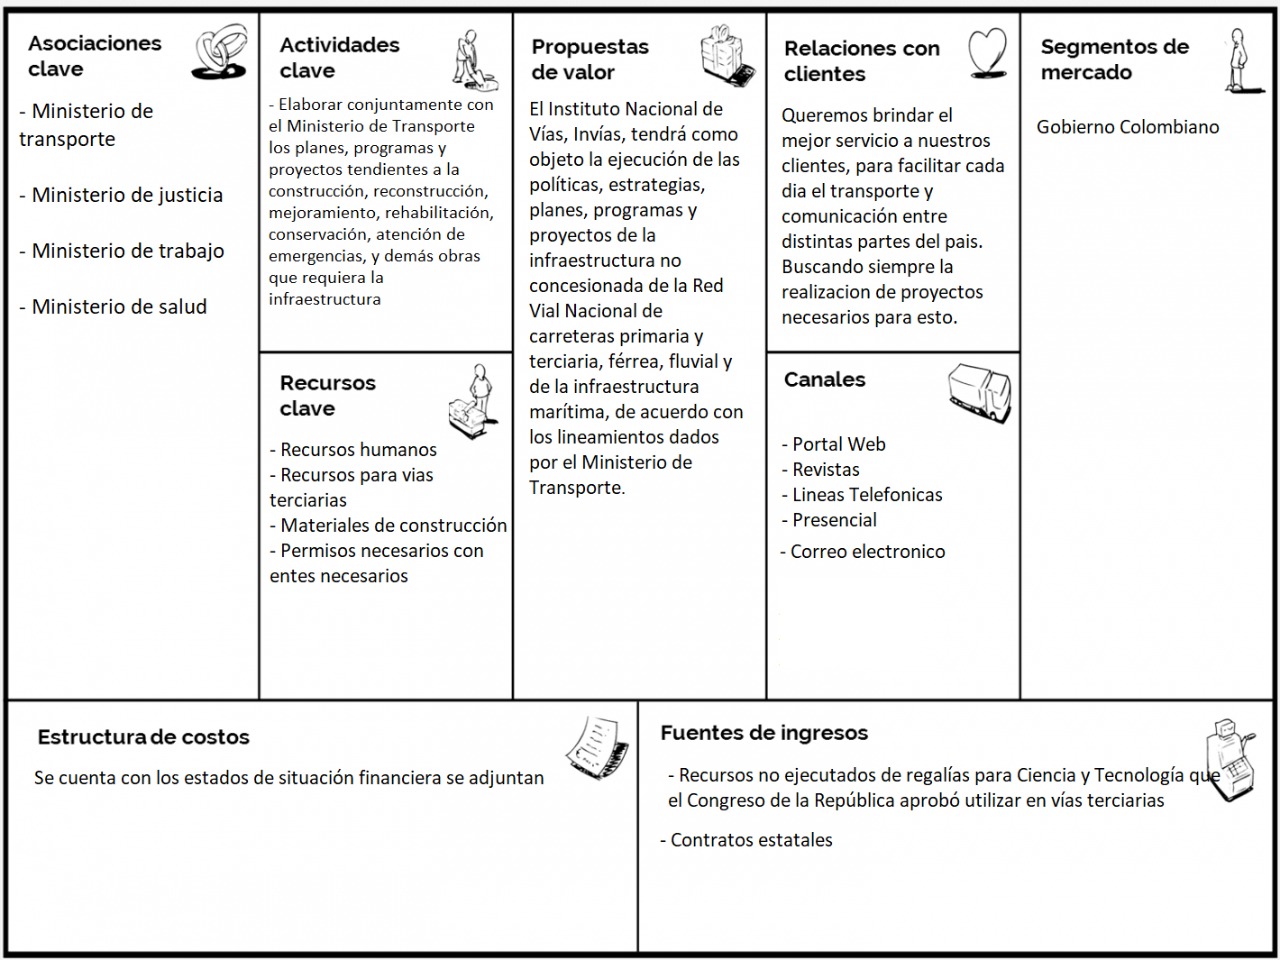 Asociaciones
clave
- Ministerio de
transporte
- Ministerio de justicia
- Ministerio de trabajo
- Ministerio de salud
Actividades
clave
- Elaborar conjuntamente con
el Ministerio de Transporte
los planes, programas y
proyectos tendientes a la
construcción, reconstrucción,
mejoramiento, rehabilitación,
conservación, atención de
emergencias, y demás obras
que requiera la
infraestructura
Recursos
clave
- Recursos humanos
- Recursos para vias
terciarias
- Materiales de construcción
- Permisos necesarios con
entes necesarios
Propuestas
de valor
El Instituto Nacional de
Vías, Invías, tendrá como
objeto la ejecución de las
políticas, estrategias,
planes, programas y
proyectos de la
infraestructura no
concesionada de la Red
Vial Nacional de
carreteras primaria y
terciaria, férrea, fluvial y
de la infraestructura
marítima, de acuerdo con
los lineamientos dados
por el Ministerio de
Transporte.
Relaciones con
clientes
Queremos brindar el
mejor servicio a nuestros
clientes, para facilitar cada
dia el transporte y
comunicación entre
distintas partes del pais.
Buscando siempre la
realizacion de proyectos
necesarios para esto.
Canales
- Portal Web
- Revistas
- Lineas Telefonicas
- Presencial
- Correo electronico
Segmentos de
mercado
Gobierno Colombiano
Estructura de costos
Se cuenta con los estados de situación financiera se adjuntan
Fuentes de ingresos
- Recursos no ejecutados de regalías para Ciencia y Tecnología que
el Congreso de la República aprobó utilizar en vías terciarias
- Contratos estatales